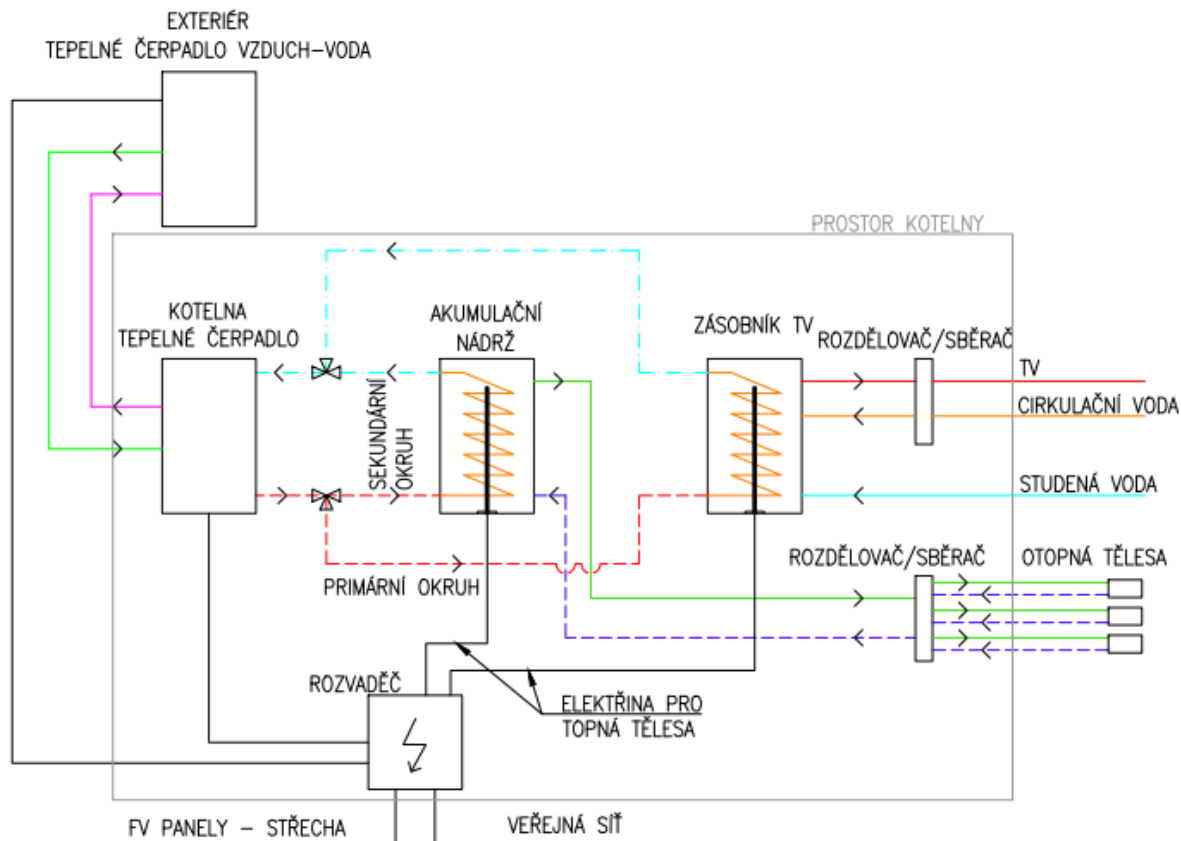 EXTERIÉR
TEPELNÉ ČERPADLO VZDUCH-VODA
PROSTOR KOTELNY
KOTELNA
TEPELNÉ ČERPADLO
AKUMULAČNÍ
NÁDRŽ
ZÁSOBNÍK TV
ROZDĚLOVAČ/SBĚRAČ
TV
CIRKULAČNÍ VODA
SEKUNDÁRNÍ
OKRUH
STUDENÁ VODA
PRIMÁRNÍ OKRUH
ROZDĚLOVAČ/SBĚRAČ
OTOPNÁ TĚLESA
ROZVADĚČ
ELEKTŘINA PRO
TOPNÁ TĚLESA
FV PANELY - STŘECHA
VEŘEJNÁ SÍŤ